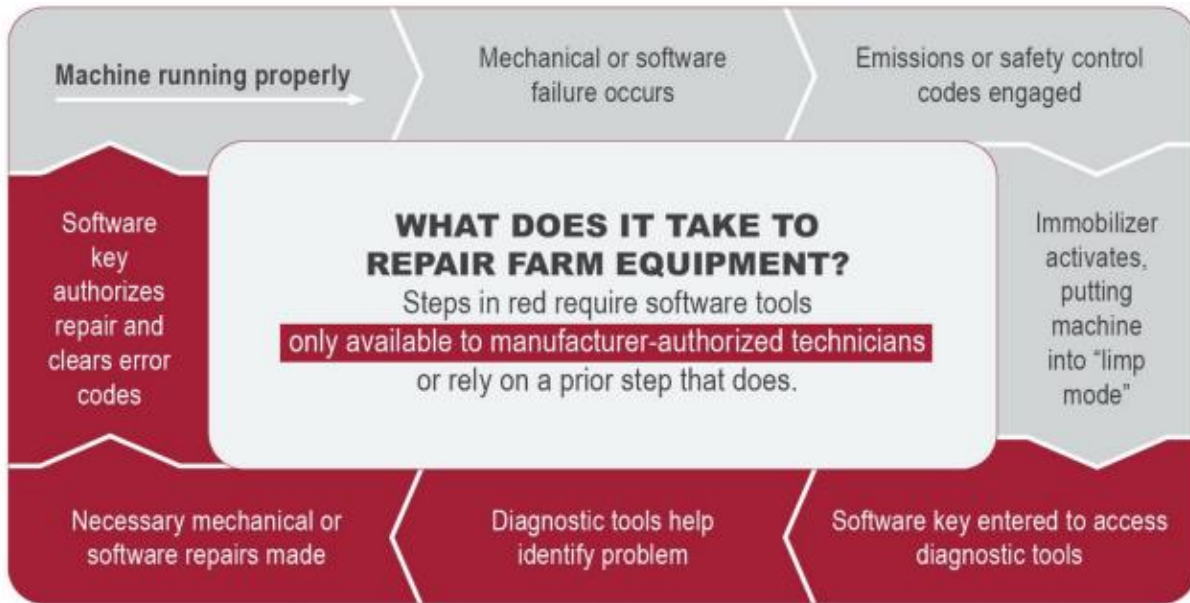 Machine running properly
Mechanical or software
failure occurs
Emissions or safety control
codes engaged
Immobilizer
activates,
putting
machine
into “limp
mode”
Software key entered to access
diagnostic tools
Diagnostic tools help
identify problem
Necessary mechanical or
software repairs made
Software
key
authorizes
repair and
clears error
codes
WHAT DOES IT TAKE TO
REPAIR FARM EQUIPMENT?
Steps in red require software tools
only available to manufacturer-authorized technicians
or rely on a prior step that does.